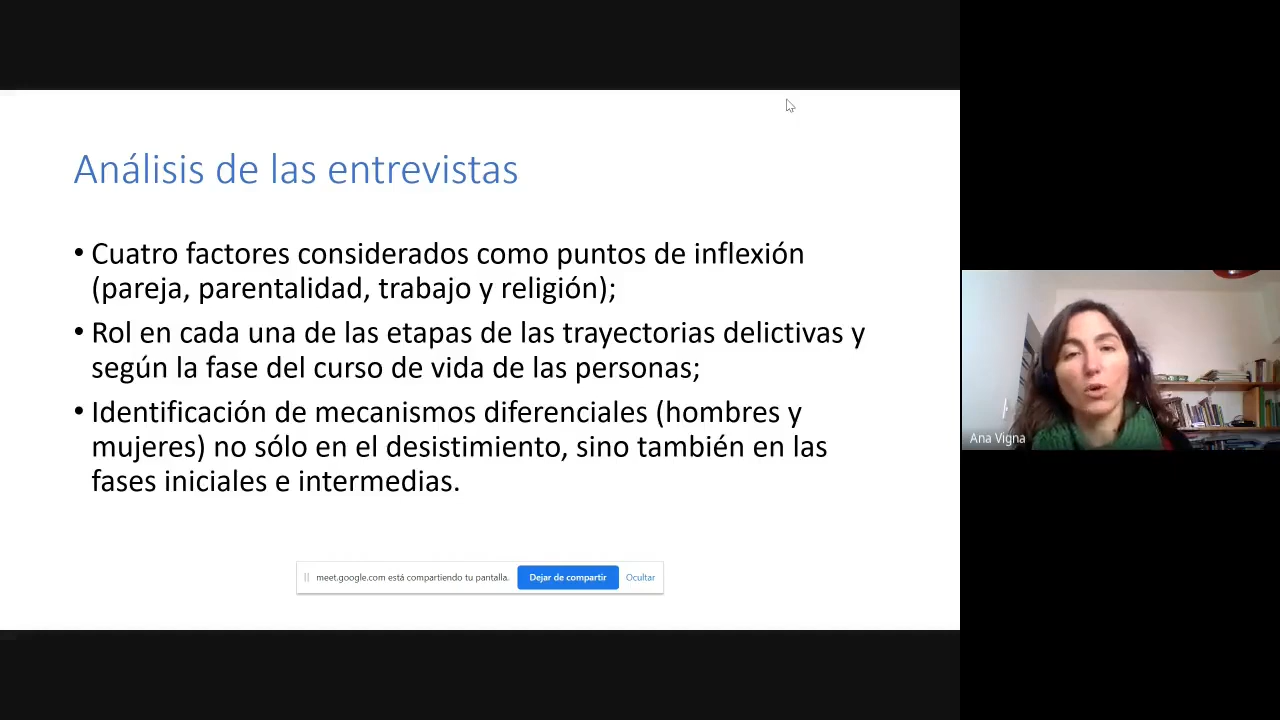 Análisis de las entrevistas
• Cuatro factores considerados como puntos de inflexión
(pareja, parentalidad, trabajo y religión);
• Rol en cada una de las etapas de las trayectorias delictivas y
según la fase del curso de vida de las personas;
• Identificación de mecanismos diferenciales (hombres y
mujeres) no sólo en el desistimiento, sino también en las
fases iniciales e intermedias.
meet.google.com está compartiendo tu pantalla. Dejar de compartir Ocultar
Ana Vigna